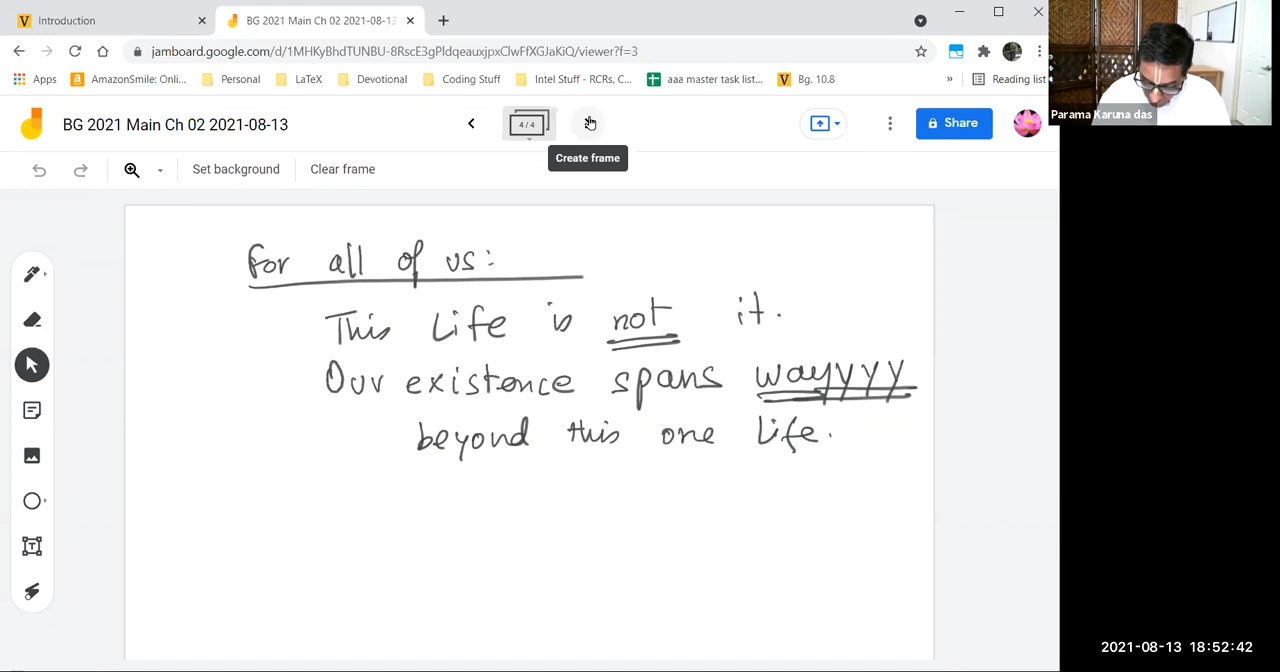 Introduction
BG 2021 Main Ch 02 2021-08-13
jamboard.google.com/d/1MHKyBhdTUNBU-8RscE3gPldqeauxjpxClwFfXGJaKiQ/viewer?f=3
Apps AmazonSmile: Onli... Personal LaTeX Devotional Coding Stuff Intel Stuff - RCRs, C... aaa master task list... Bg. 10.8 » Reading list
Parama Karuna das
BG 2021 Main Ch 02 2021-08-13
4 / 4
Share
Create frame
Set background Clear frame
For all of us:
This Life is not it.
Our existence spans wayyyy
beyond this one Life.
2021-08-13 18:52:42